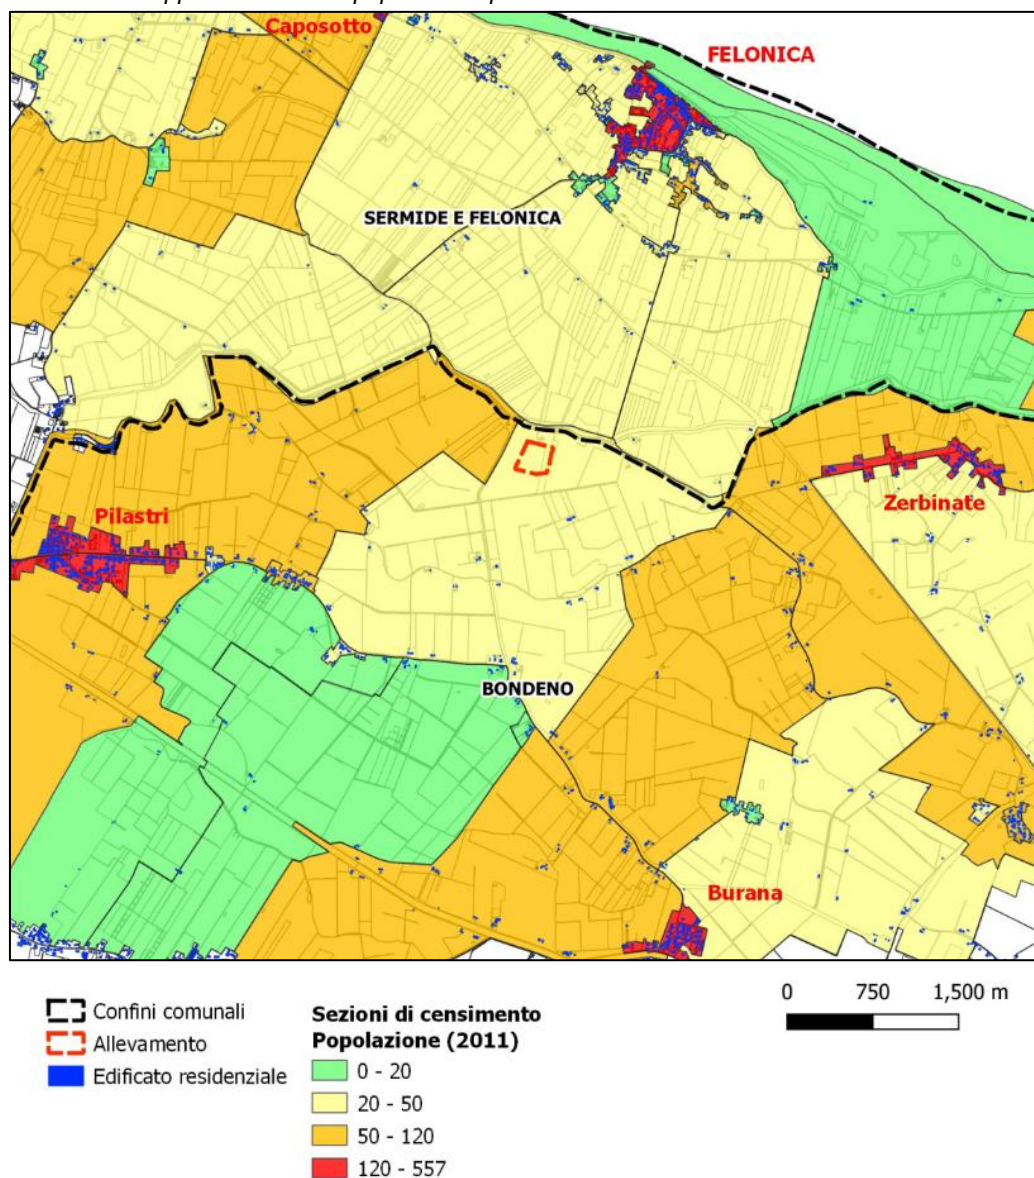 Caposotto
FELONICA
SERMIDE E FELONICA
Pilastri
Zerbinate
BONDENO
Burana
Confini comunali
Allevamento
Edificato residenziale
Sezioni di censimento
Popolazione (2011)
0 - 20
20 - 50
50 - 120
120 - 557
0 750 1,500 m